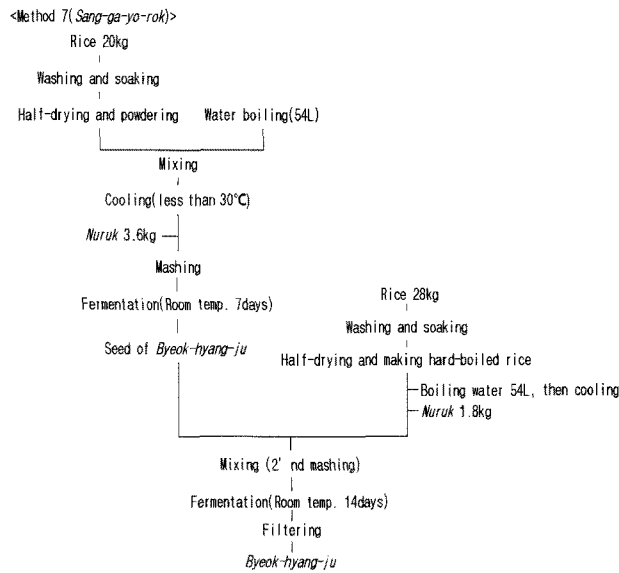 <Method 7(Sang-ga-yo-rok)>
Rice 20kg
Washing and soaking
Half-drying and powdering
Water boiling(54L)
Mixing
Cooling(less than 30℃)
Nuruk 3.6kg
Mashing
Fermentation(Room temp. 7days)
Seed of Byeok-hyang-ju
Rice 28kg
Washing and soaking
Half-drying and making hard-boiled rice
Boiling water 54L, then cooling
Nuruk 1.8kg
Mixing (2' nd mashing)
Fermentation(Room temp. 14days)
Filtering
Byeok-hyang-ju